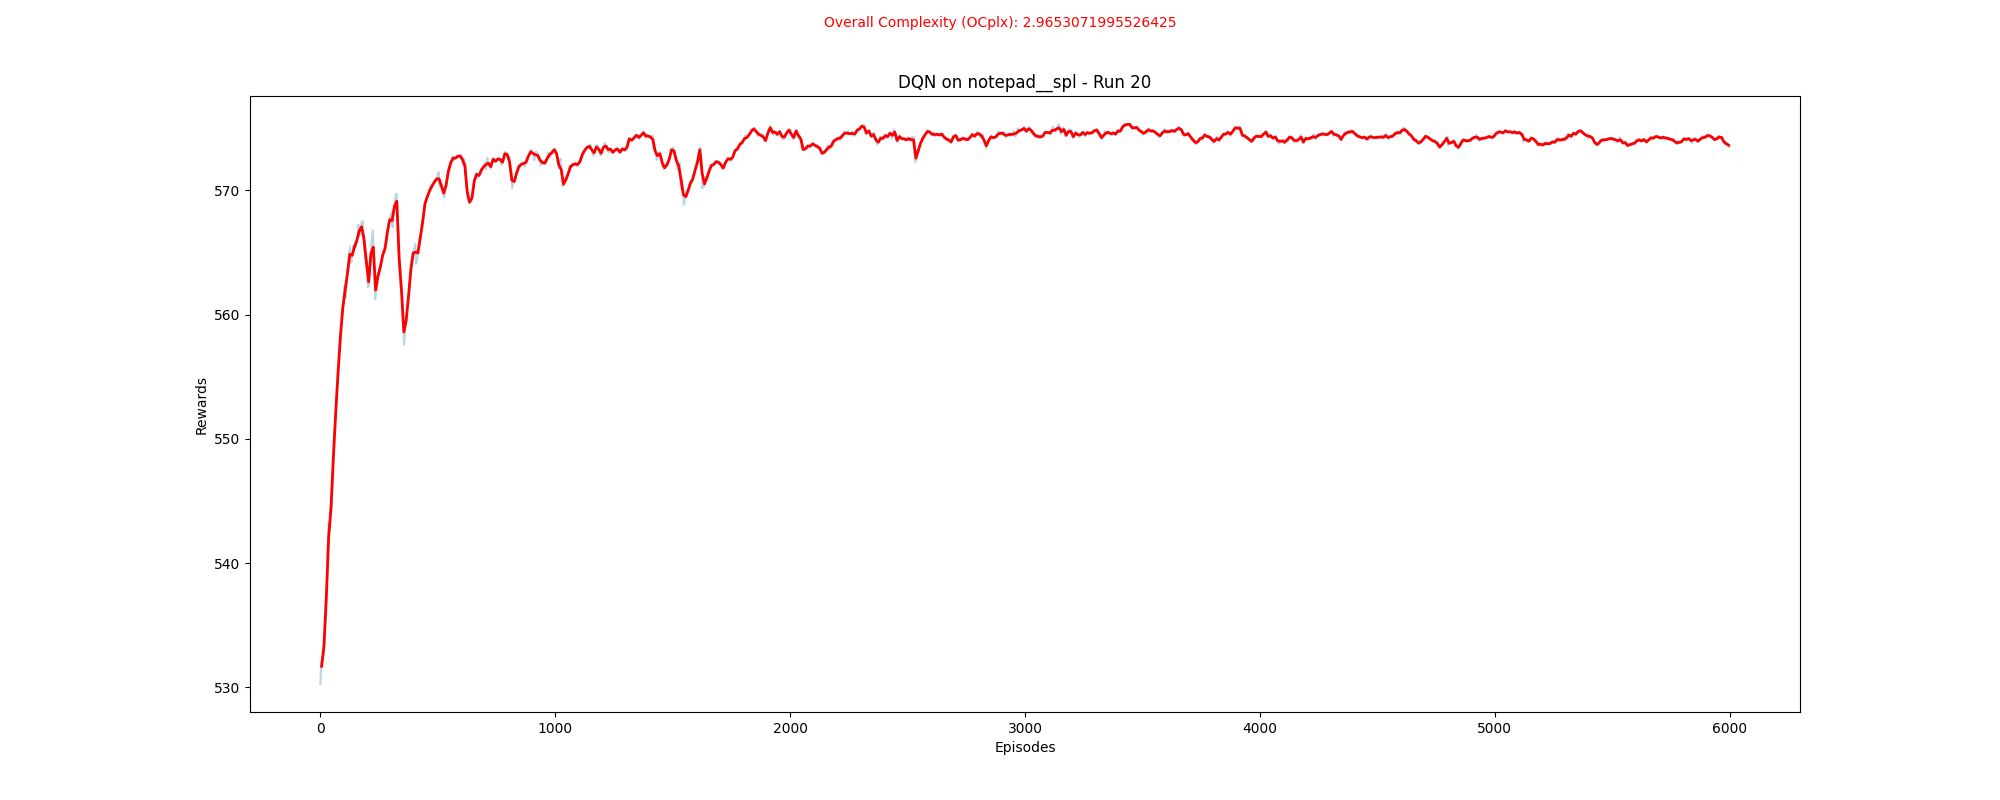 Overall Complexity (OCplx): 2.9653071995526425
DQN on notepad__spl - Run 20
Rewards
570
560
550
540
530
0 1000 2000 3000 4000 5000 6000
Episodes